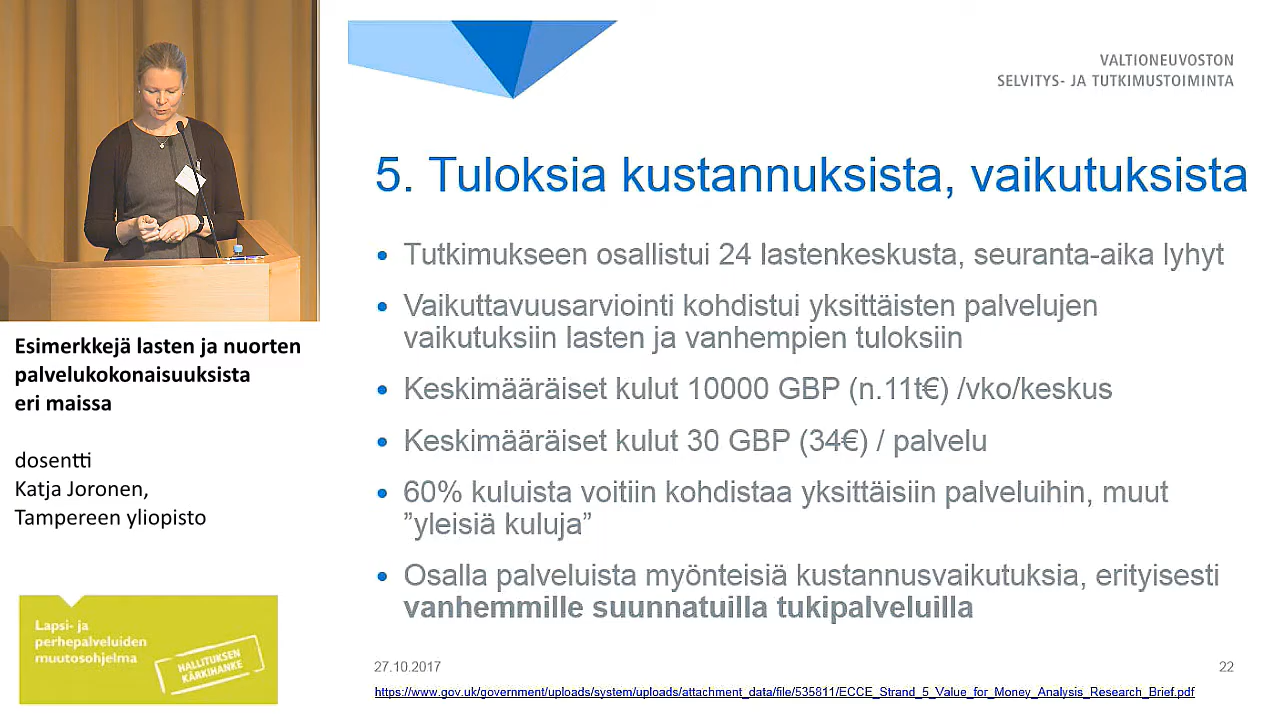 VALTIONEUVOSTON
SELVITYS- JA TUTKIMUSTOIMINTA
5. Tuloksia kustannuksista, vaikutuksista
• Tutkimukseen osallistui 24 lastenkeskusta, seuranta-aika lyhyt
• Vaikuttavuusarviointi kohdistui yksittäisten palvelujen
vaikutuksiin lasten ja vanhempien tuloksiin
• Keskimääräiset kulut 10000 GBP (n.11t€) /vko/keskus
• Keskimääräiset kulut 30 GBP (34€) / palvelu
• 60% kuluista voitiin kohdistaa yksittäisiin palveluihin, muut
”yleisiä kuluja”
• Osalla palveluista myönteisiä kustannusvaikutuksia, erityisesti
vanhemmille suunnatuilla tukipalveluilla
27.10.2017
22
https://www.gov.uk/government/uploads/system/uploads/attachment_data/file/535811/ECCE_Strand_5_Value_for_Money_Analysis_Research_Brief.pdf
Esimerkkejä lasten ja nuorten
palvelukokonaisuuksista
eri maissa
dosentti
Katja Joronen,
Tampereen yliopisto
Lapsi- ja
perhepalveluiden
muutosohjelma
HALLITUKSEN
KÄRKIHANKE